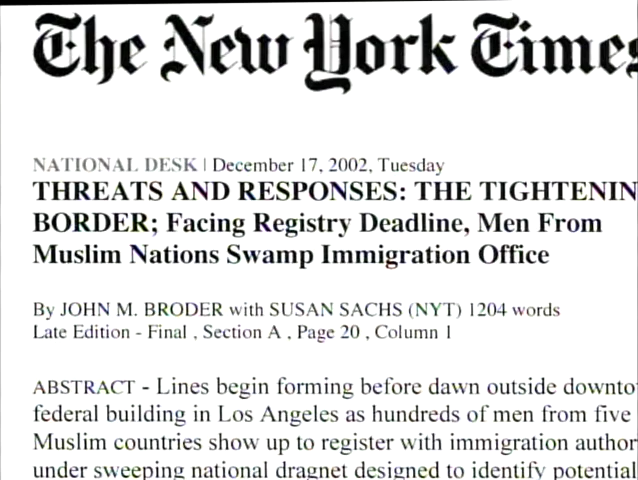 The New York Times
NATIONAL DESK | December 17, 2002, Tuesday
THREATS AND RESPONSES: THE TIGHTENIN
BORDER; Facing Registry Deadline, Men From
Muslim Nations Swamp Immigration Office
By JOHN M. BRODER with SUSAN SACHS (NYT) 1204 words
Late Edition - Final , Section A , Page 20 , Column 1
ABSTRACT - Lines begin forming before dawn outside downto
federal building in Los Angeles as hundreds of men from five
Muslim countries show up to register with immigration author
under sweeping national dragnet designed to identify potential